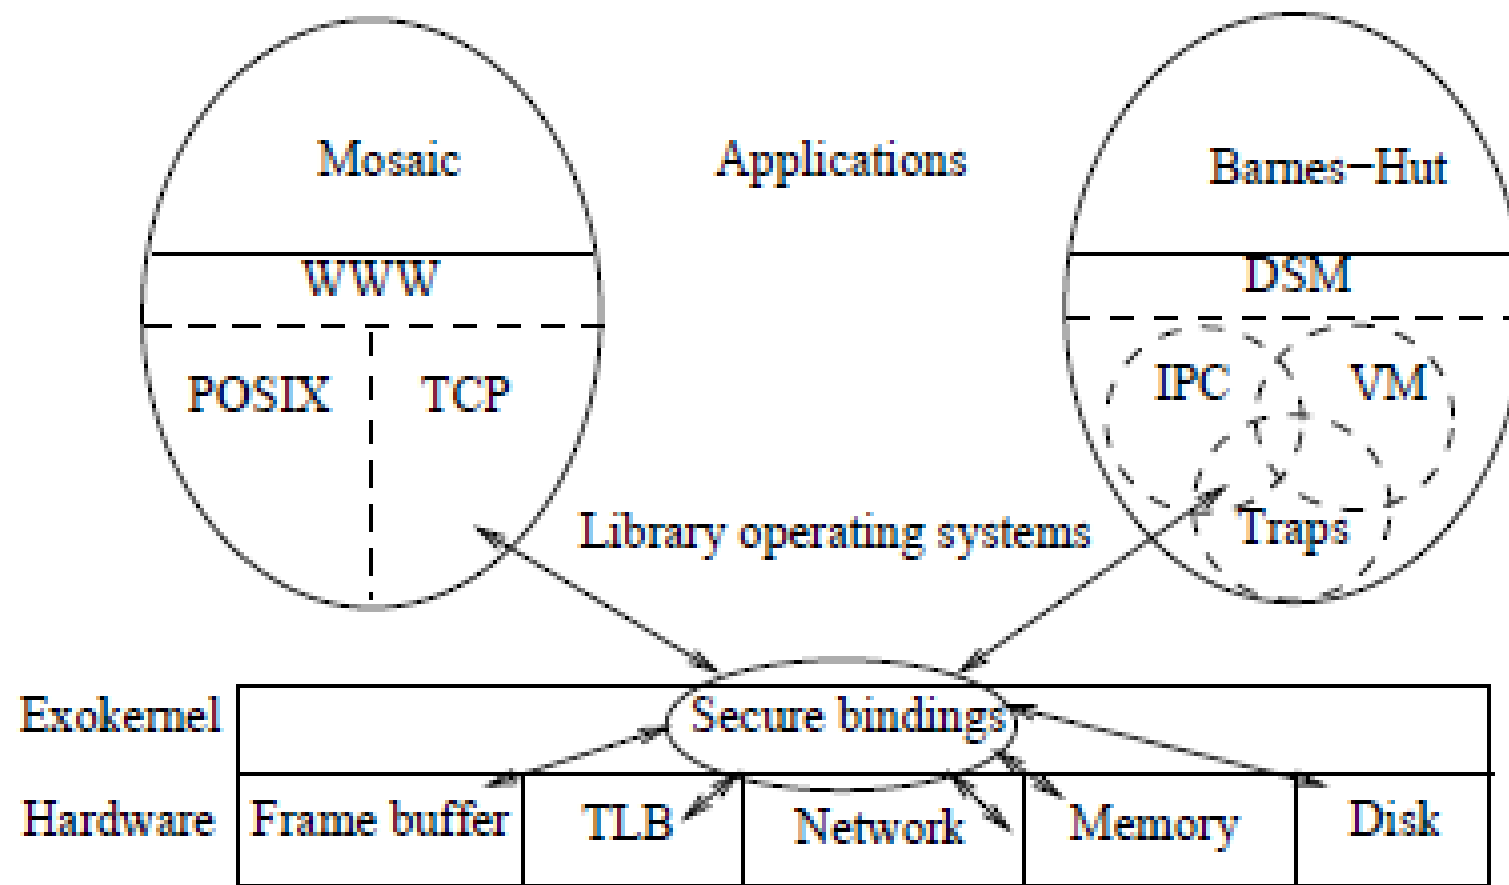 Mosaic
Applications
Barnes-Hut
WWW
DSM
POSIX
TCP
IPC
VM
Library operating systems
Traps
Exokernel
Secure bindings
Hardware
Frame buffer
TLB
Network
Memory
Disk